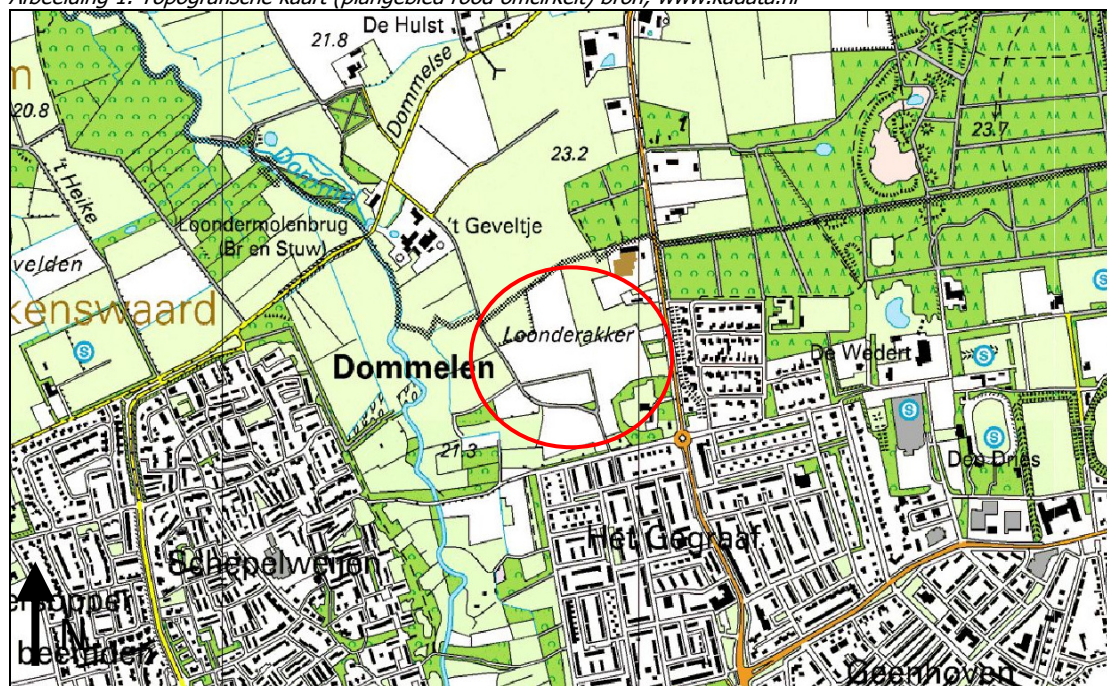 Afbeelding 1: Topografische kaart (plangebied rood omcirkelt) bron; www.kadata.nl
De Hulst
21.8
Dommelse
20.8
23.7
23.2
't Heike
Dommel
Loondermolenbrug
(Br en Stuw)
't Geveltje
velden
kenswaard
S
Loonderakker
Dommelen
De Wedert
S
S
S
21.3
Den Dries
Het Gegraaf
Schepelweijen
N
Geenhoven